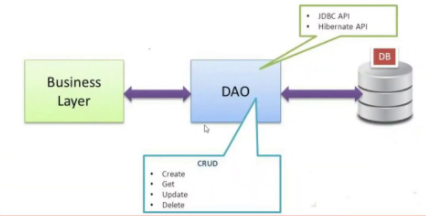 • JDBC API
• Hibernate API
DB
Business
Layer
DAO
CRUD
• Create
• Get
• Update
• Delete